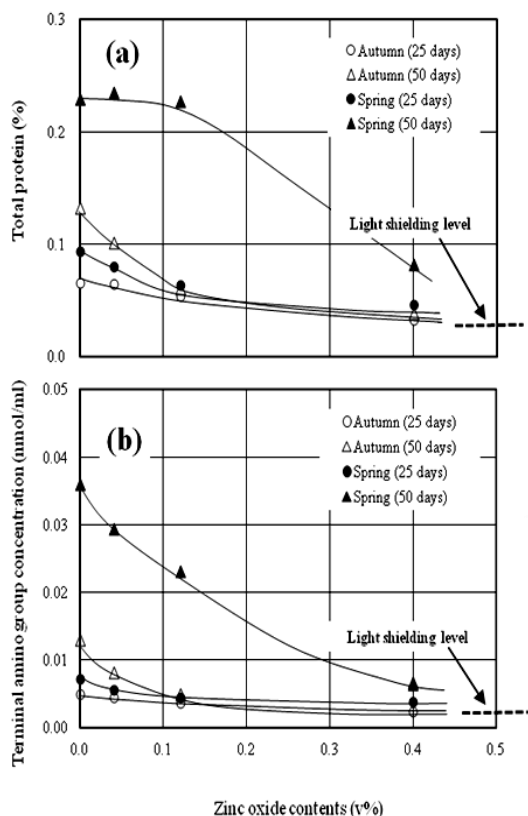 0.3
(a)
Autumn (25 days)
Autumn (50 days)
Spring (25 days)
Spring (50 days)
0.2
Total protein (%)
Light shielding level
0.1
0.0
0.05
(b)
Autumn (25 days)
Autumn (50 days)
Spring (25 days)
Spring (50 days)
0.04
0.03
Terminal amino group concentration (nmol/ml)
0.02
Light shielding level
0.01
0.00
0.0 0.1 0.2 0.3 0.4 0.5
Zinc oxide contents (v%)